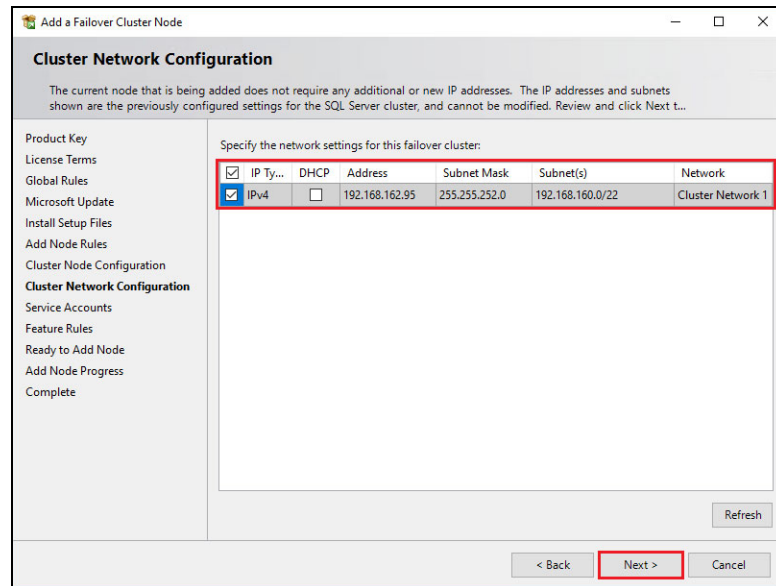 Add a Failover Cluster Node
Cluster Network Configuration
The current node that is being added does not require any additional or new IP addresses. The IP addresses and subnets
shown are the previously configured settings for the SQL Server cluster, and cannot be modified. Review and click Next t...
Product Key
License Terms
Global Rules
Microsoft Update
Install Setup Files
Add Node Rules
Cluster Node Configuration
Cluster Network Configuration
Service Accounts
Feature Rules
Ready to Add Node
Add Node Progress
Complete
Specify the network settings for this failover cluster:
IP Ty... DHCP Address Subnet Mask Subnet(s) Network
IPv4 192.168.162.95 255.255.252.0 192.168.160.0/22 Cluster Network 1
Refresh
< Back Next > Cancel